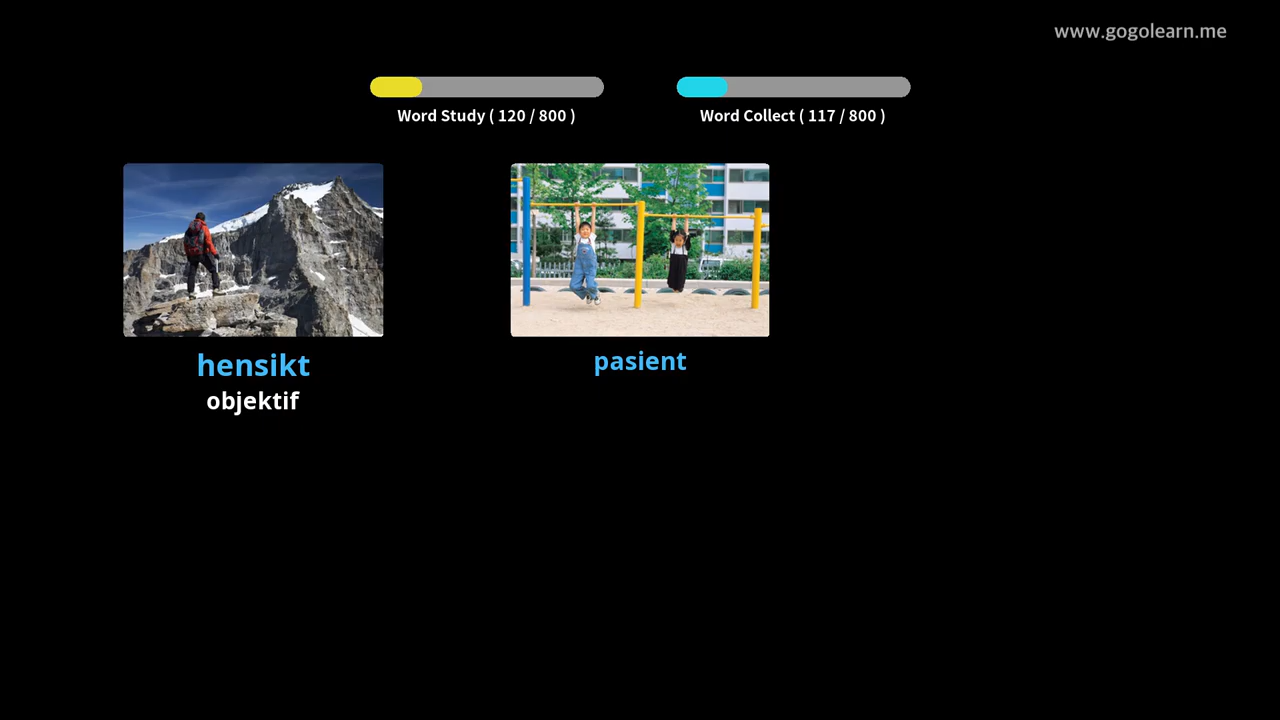 www.gogolearn.me
Word Study ( 120 / 800 )
Word Collect ( 117 / 800 )
hensikt
objektif
pasient